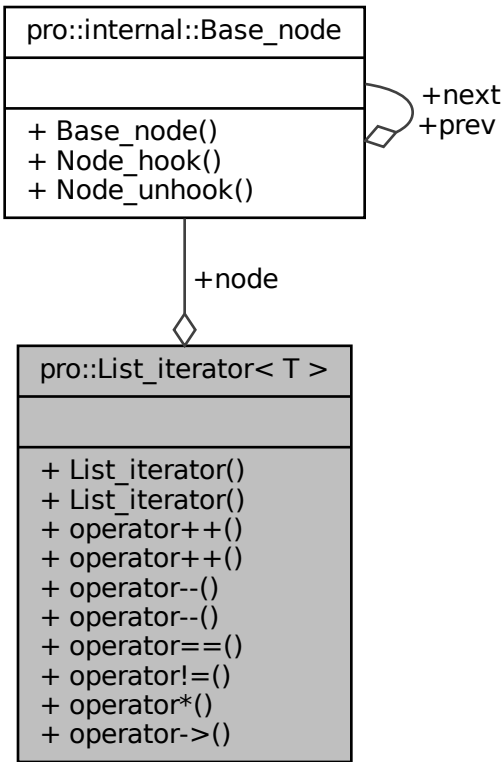 pro::internal::Base_node
+ Base_node()
+ Node_hook()
+ Node_unhook()
+next
+prev
+node
pro::List_iterator< T >
+ List_iterator()
+ List_iterator()
+ operator++()
+ operator++()
+ operator--()
+ operator--()
+ operator==()
+ operator!=()
+ operator*()
+ operator->()